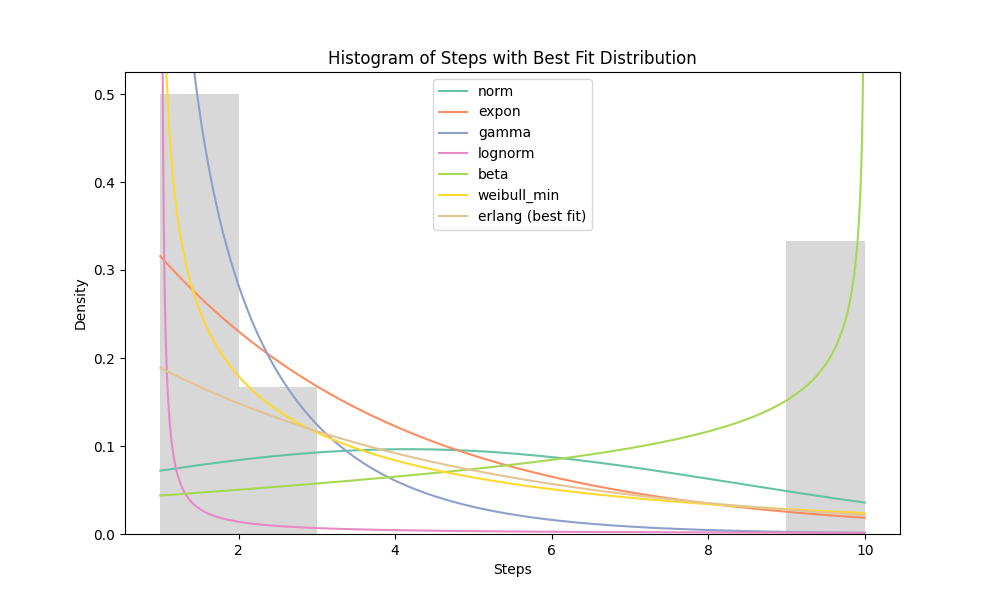 Histogram of Steps with Best Fit Distribution
norm
expon
gamma
lognorm
beta
weibull_min
erlang (best fit)
Density
0.5
0.4
0.3
0.2
0.1
0.0
2 4 6 8 10
Steps